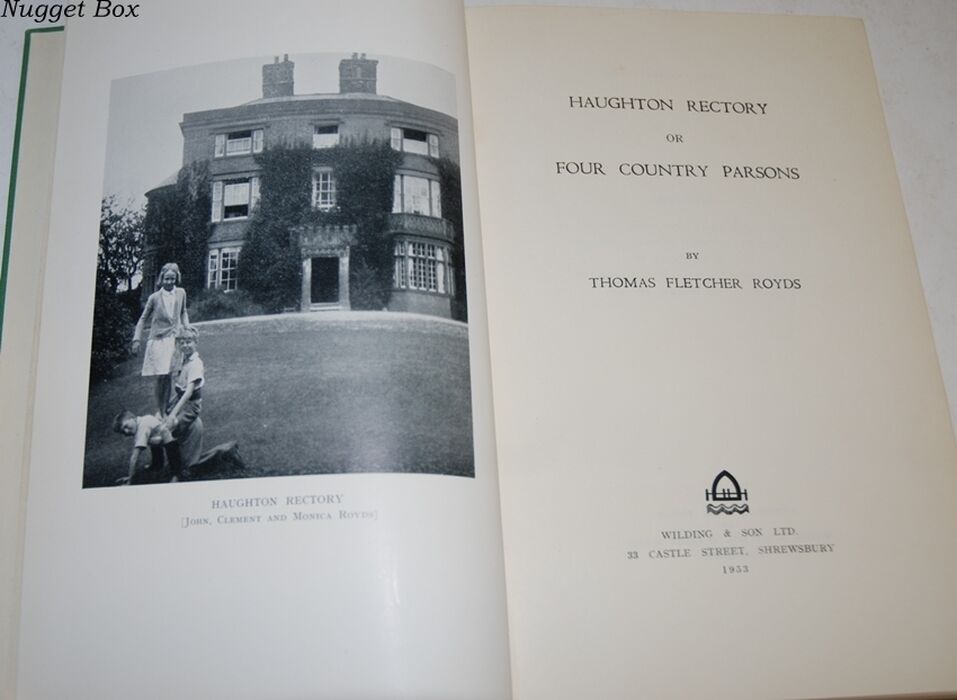 Nugget Box
HAUGHTON RECTORY
[John, Clement and Monica Royds]
HAUGHTON RECTORY
OR
FOUR COUNTRY PARSONS
BY
THOMAS FLETCHER ROYDS
WILDING & SON LTD.
33 CASTLE STREET, SHREWSBURY
1953